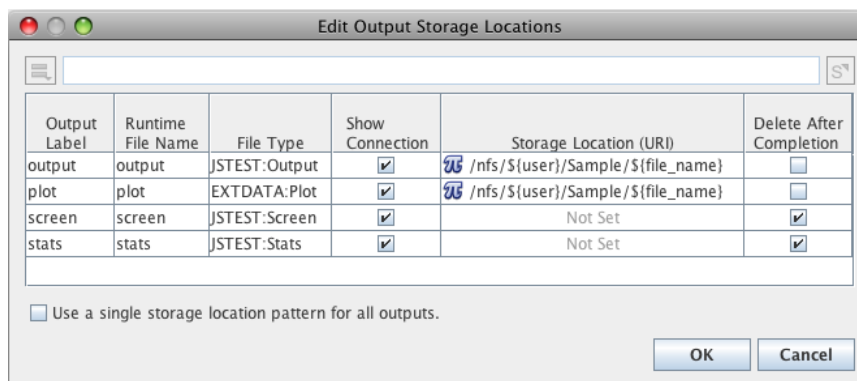 Edit Output Storage Locations
Output Label Runtime File Name File Type Show Connection Storage Location (URI) Delete After Completion
output output JSTEST:Output /nfs/${user}/Sample/${file_name}
plot plot EXTDATA:Plot /nfs/${user}/Sample/${file_name}
screen screen JSTEST:Screen Not Set
stats stats JSTEST:Stats Not Set
Use a single storage location pattern for all outputs.
OK Cancel